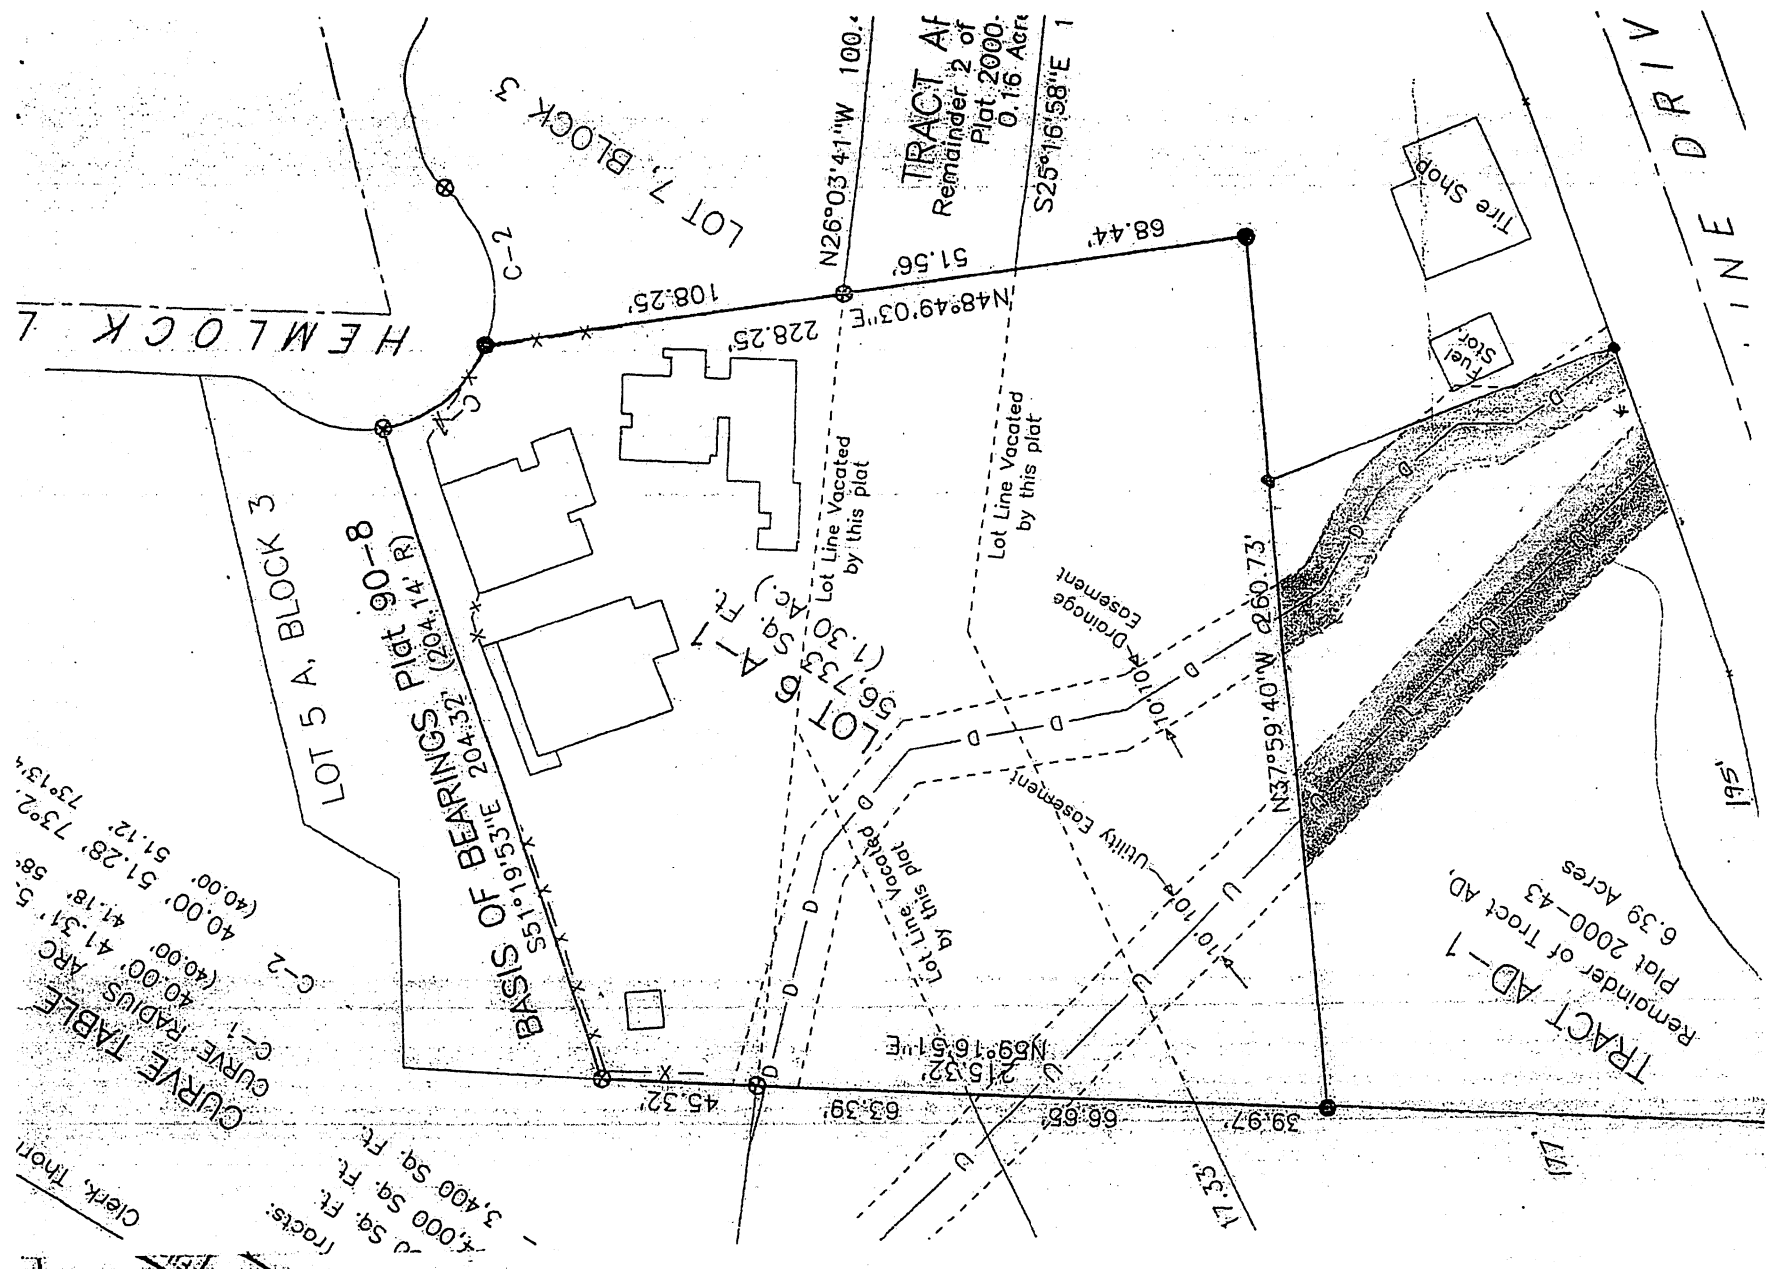 LOT 7, BLOCK 3
C-2
HEMLOCK L
N26°03'41"W 100.
TRACT
Remainder 2 of
Plat 2000-
0.16 Acre
S25°16'58"E 1
INE DRIV
Tire Shop
Fuel
Stor.
108.25'
51.56'
68.44'
228.25'
N48°49'03"E
LOT 5 A, BLOCK 3
BASIS OF BEARINGS Plat 90-8
S51°19'53"E 204.32' (204.14' R)
Lot Line Vacated
by this plat
Lot Line Vacated
by this plat
LOT 6 A-1
56,733 Sq. Ft.
(1.30 Ac.)
Drainage
Easement
10'
10'
N37°59'40"W 260.73'
Utility Easement
10'
10'
Lot Line Vacated
by this plat
N59°16'51"E
215.32'
45.32'
63.39'
66.65'
39.97'
17.33'
177'
195'
TRACT AD-1
Remainder of Tract AD,
Plat 2000-43
6.39 Acres
CURVE TABLE
CURVE RADIUS ARC
C-1 40.00' 41.31'
(40.00' 41.18'
C-2 40.00' 51.28'
(40.00' 51.12'
Clerk,
Tracts:
Sq. Ft.
4,000 Sq. Ft.
3,400 Sq. Ft.